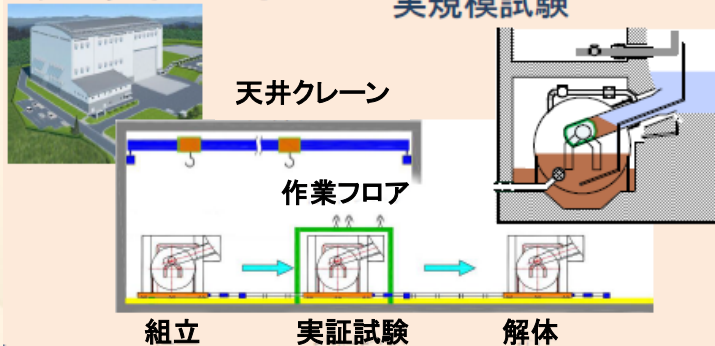 実規模試験
天井クレーン
作業フロア
組立 実証試験 解体